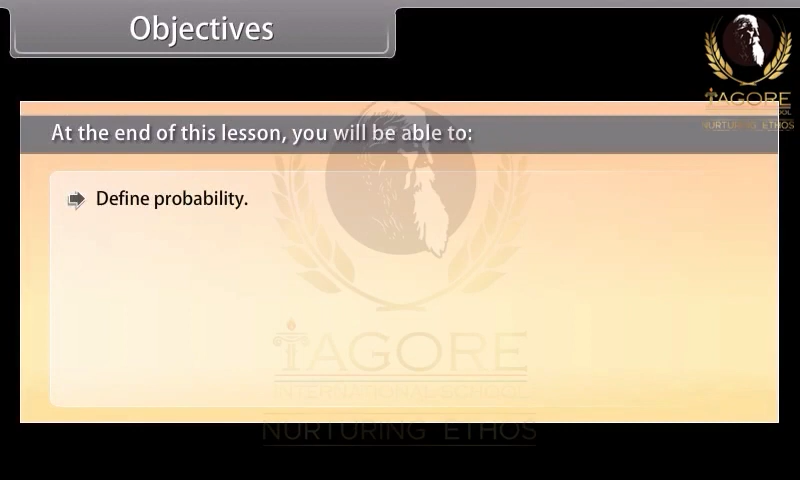 Objectives
TAGORE
NURTURING ETHOS
At the end of this lesson, you will be able to:
Define probability.
TAGORE
INTERNATIONAL SCHOOL
NURTURING ETHOS